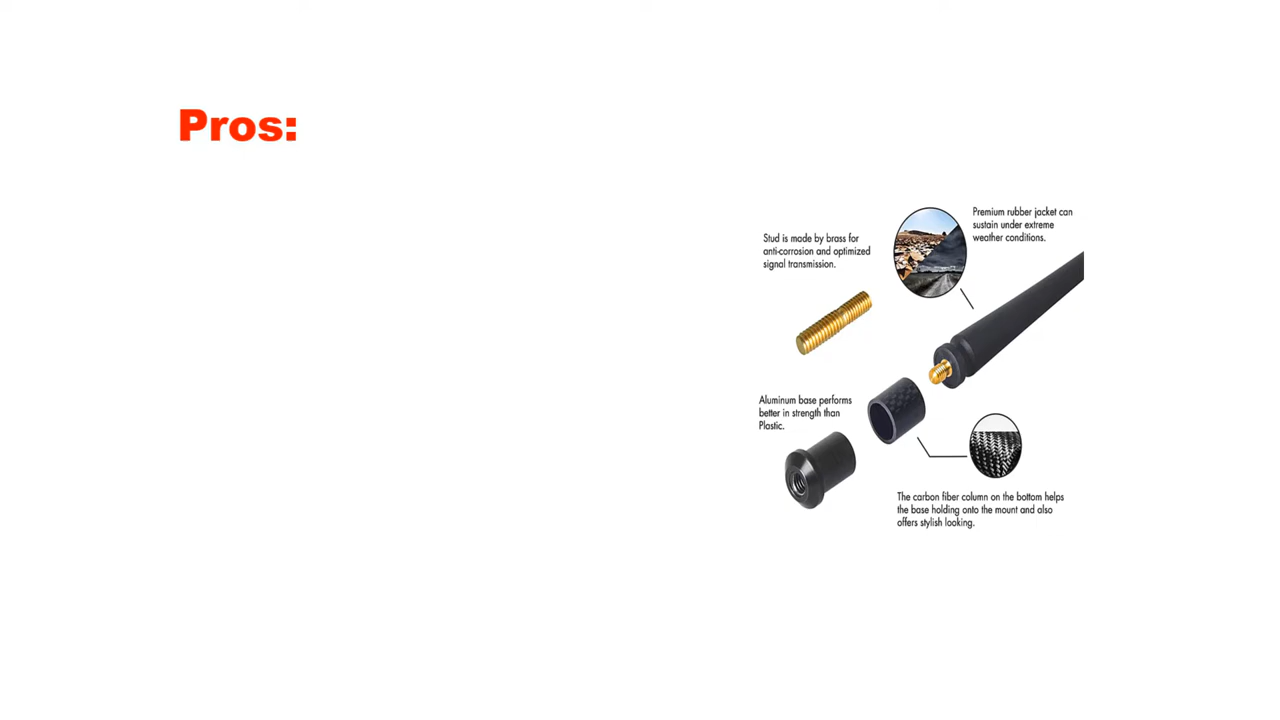 Pros:
Premium rubber jacket can
sustain under extreme
weather conditions.
Stud is made by brass for
anti-corrosion and optimized
signal transmission.
Aluminum base performs
better in strength than
Plastic.
The carbon fiber column on the bottom helps
the base holding onto the mount and also
offers stylish looking.